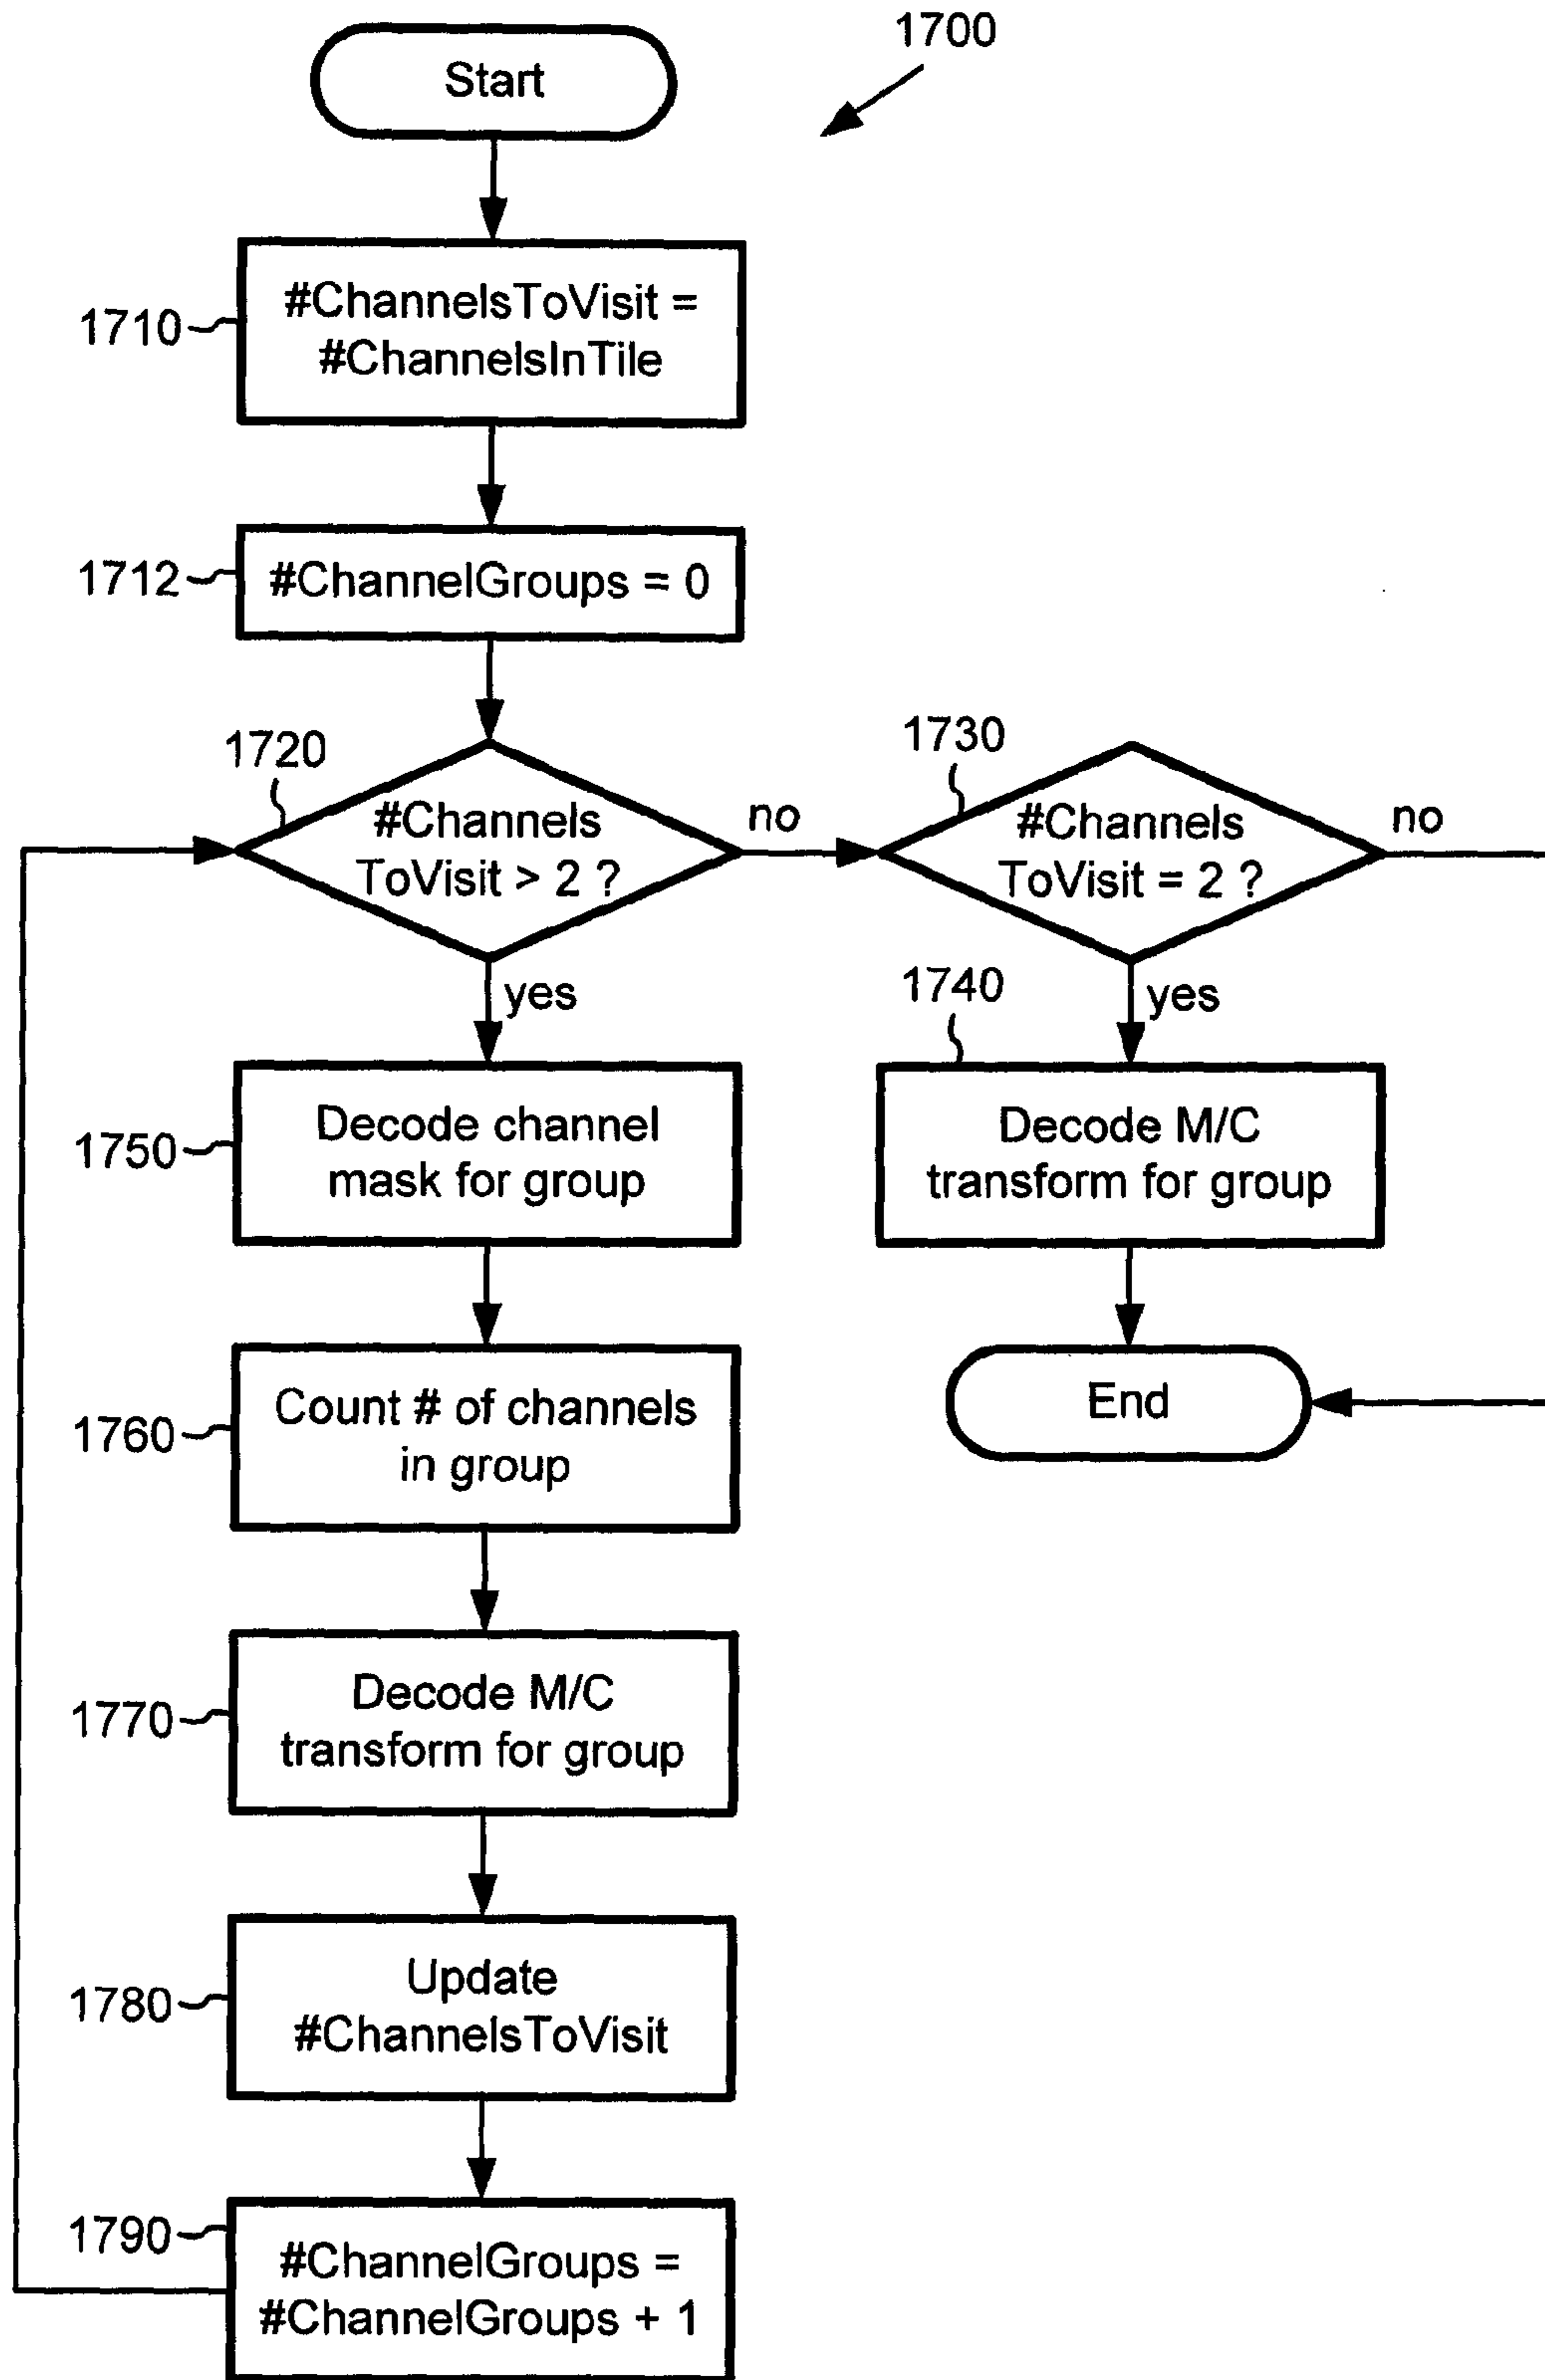 1700
Start
1710
#ChannelsToVisit =
#ChannelsInTile
1712
#ChannelGroups = 0
1720
#Channels
ToVisit > 2 ?
no
yes
1730
#Channels
ToVisit = 2 ?
no
yes
1740
Decode M/C
transform for group
End
1750
Decode channel
mask for group
1760
Count # of channels
in group
1770
Decode M/C
transform for group
1780
Update
#ChannelsToVisit
1790
#ChannelGroups =
#ChannelGroups + 1